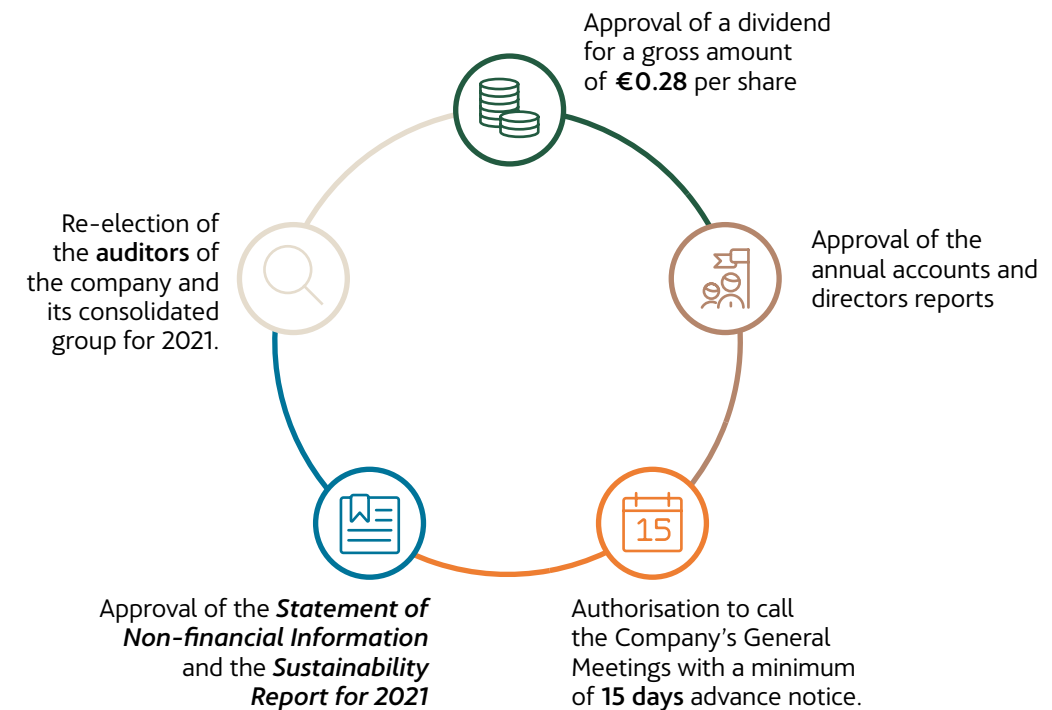 Approval of a dividend
for a gross amount
of €0.28 per share
Approval of the
annual accounts and
directors reports
15
Authorisation to call
the Company’s General
Meetings with a minimum
of 15 days advance notice.
Approval of the Statement of
Non-financial Information
and the Sustainability
Report for 2021
Re-election of
the auditors of
the company and
its consolidated
group for 2021.